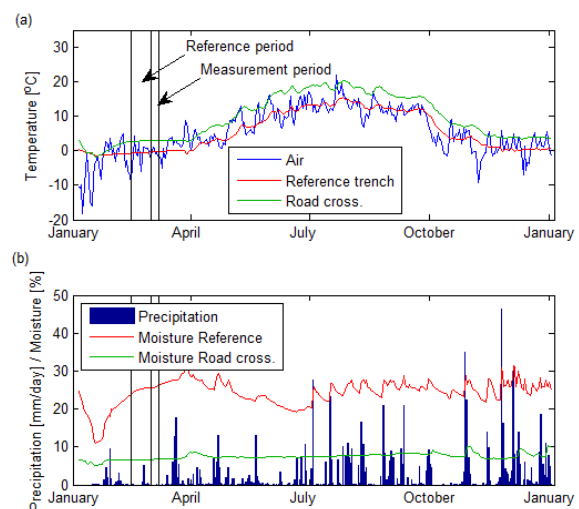 (a)
30
20
10
0
-10
-20
Temperature [°C]
Reference period
Measurement period
Air
Reference trench
Road cross.
January
April
July
October
January
(b)
50
40
30
20
10
0
Precipitation [mm/day] / Moisture [%]
Precipitation
Moisture Reference
Moisture Road cross.
January
April
July
October
January